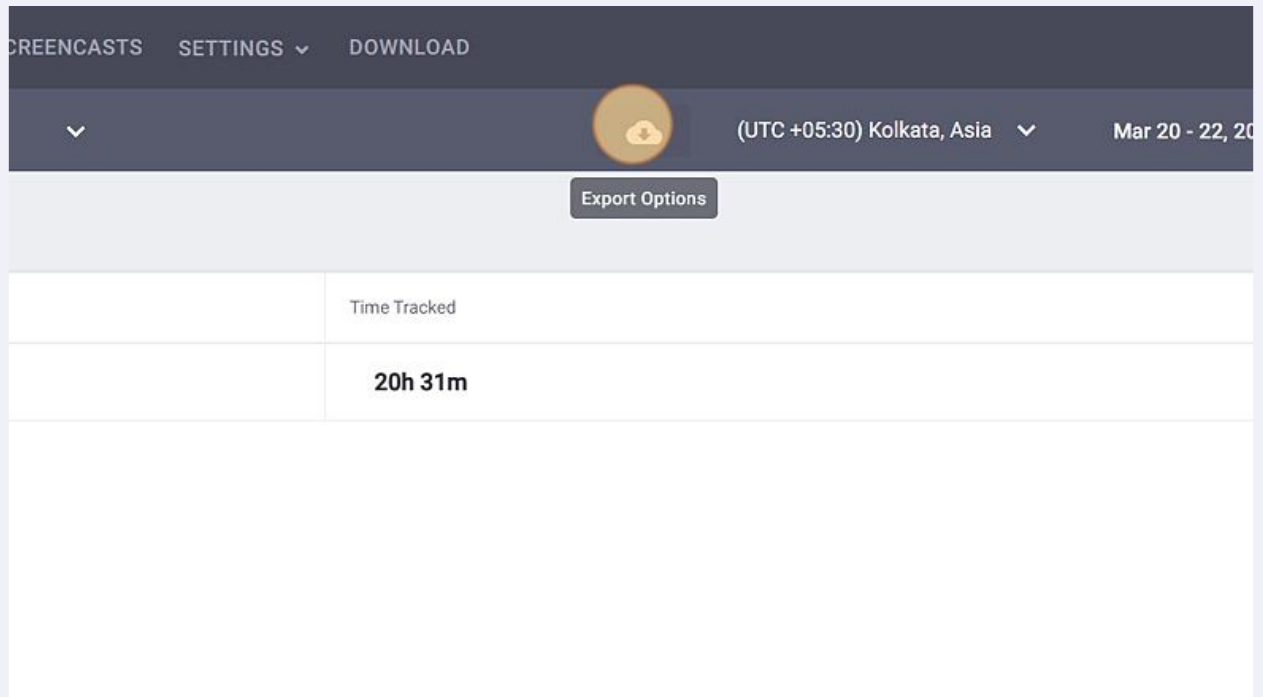 CREENCASTS SETTINGS DOWNLOAD
(UTC +05:30) Kolkata, Asia Mar 20 - 22, 20
Export Options
Time Tracked
20h 31m